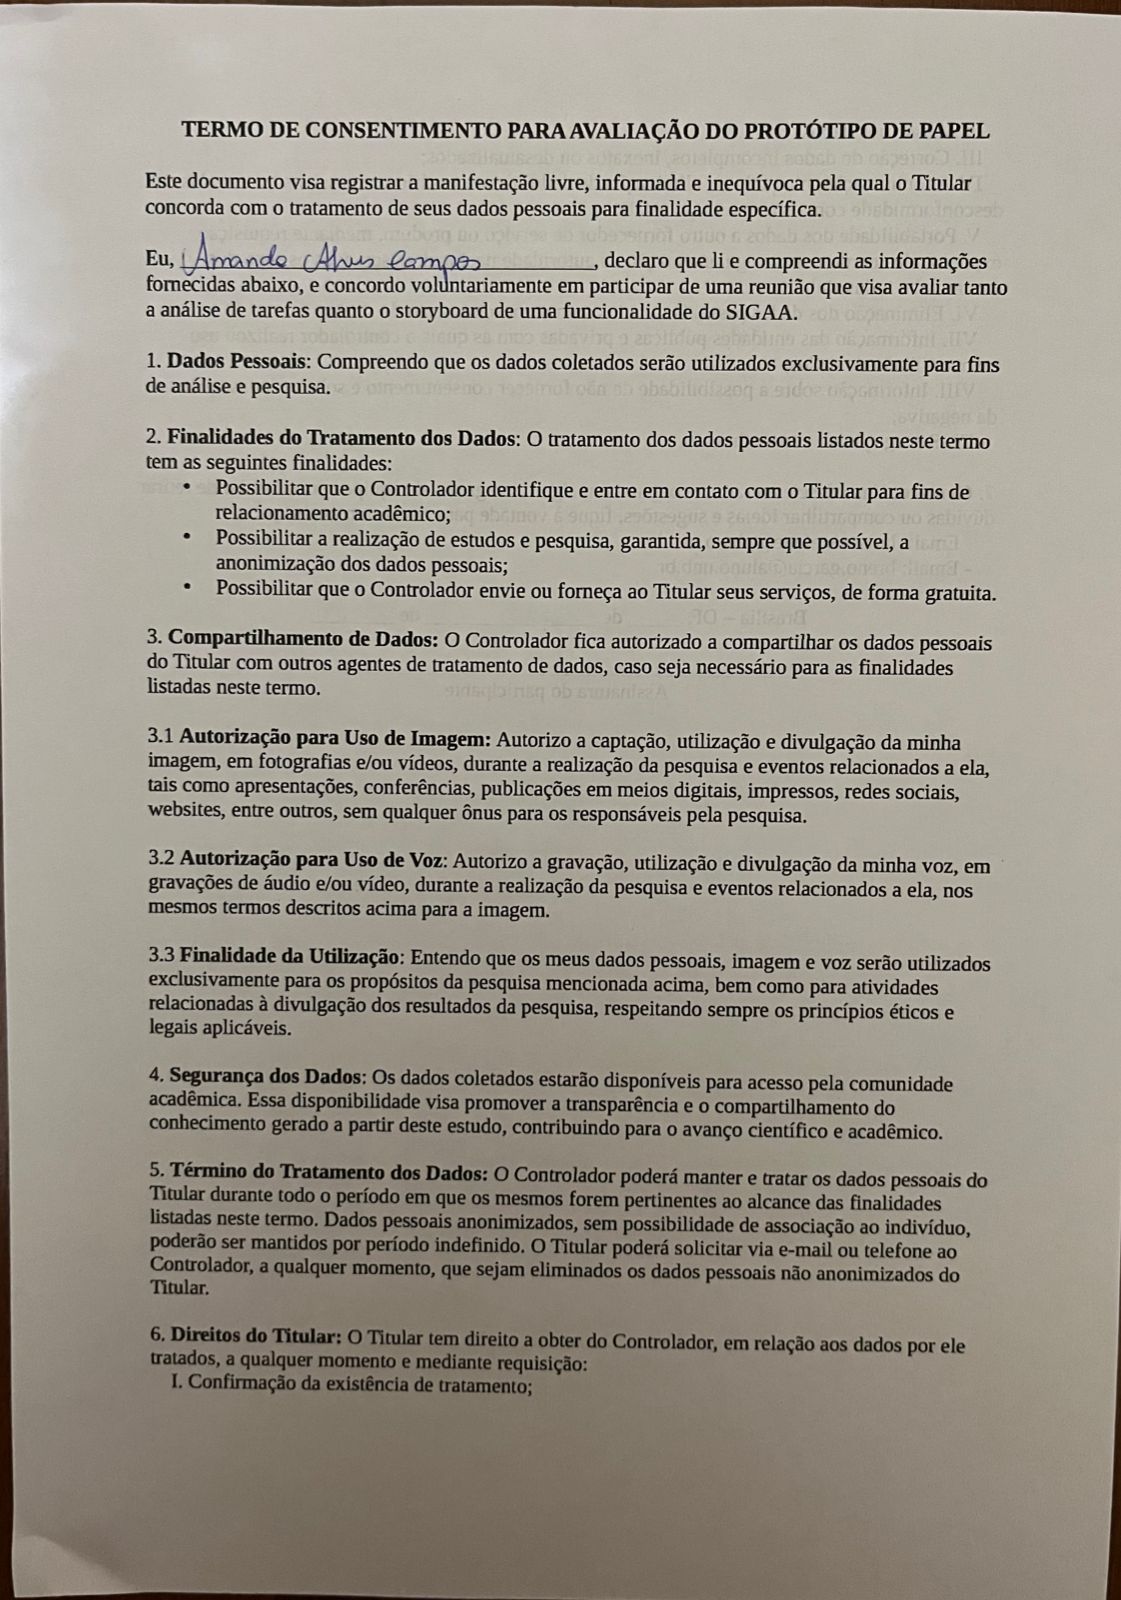 TERMO DE CONSENTIMENTO PARA AVALIAÇÃO DO PROTÓTIPO DE PAPEL
Este documento visa registrar a manifestação livre, informada e inequívoca pela qual o Titular
concorda com o tratamento de seus dados pessoais para finalidade específica.
Eu, Amanda Alves Campos, declaro que li e compreendi as informações
fornecidas abaixo, e concordo voluntariamente em participar de uma reunião que visa avaliar tanto
a análise de tarefas quanto o storyboard de uma funcionalidade do SIGAA.
1. Dados Pessoais: Compreendo que os dados coletados serão utilizados exclusivamente para fins
de análise e pesquisa.
2. Finalidades do Tratamento dos Dados: O tratamento dos dados pessoais listados neste termo
tem as seguintes finalidades:
• Possibilitar que o Controlador identifique e entre em contato com o Titular para fins de
relacionamento acadêmico;
• Possibilitar a realização de estudos e pesquisa, garantida, sempre que possível, a
anonimização dos dados pessoais;
• Possibilitar que o Controlador envie ou forneça ao Titular seus serviços, de forma gratuita.
3. Compartilhamento de Dados: O Controlador fica autorizado a compartilhar os dados pessoais
do Titular com outros agentes de tratamento de dados, caso seja necessário para as finalidades
listadas neste termo.
3.1 Autorização para Uso de Imagem: Autorizo a captação, utilização e divulgação da minha
imagem, em fotografias e/ou vídeos, durante a realização da pesquisa e eventos relacionados a ela,
tais como apresentações, conferências, publicações em meios digitais, impressos, redes sociais,
websites, entre outros, sem qualquer ônus para os responsáveis pela pesquisa.
3.2 Autorização para Uso de Voz: Autorizo a gravação, utilização e divulgação da minha voz, em
gravações de áudio e/ou vídeo, durante a realização da pesquisa e eventos relacionados a ela, nos
mesmos termos descritos acima para a imagem.
3.3 Finalidade da Utilização: Entendo que os meus dados pessoais, imagem e voz serão utilizados
exclusivamente para os propósitos da pesquisa mencionada acima, bem como para atividades
relacionadas à divulgação dos resultados da pesquisa, respeitando sempre os princípios éticos e
legais aplicáveis.
4. Segurança dos Dados: Os dados coletados estarão disponíveis para acesso pela comunidade
acadêmica. Essa disponibilidade visa promover a transparência e o compartilhamento do
conhecimento gerado a partir deste estudo, contribuindo para o avanço científico e acadêmico.
5. Término do Tratamento dos Dados: O Controlador poderá manter e tratar os dados pessoais do
Titular durante todo o período em que os mesmos forem pertinentes ao alcance das finalidades
listadas neste termo. Dados pessoais anonimizados, sem possibilidade de associação ao indivíduo,
poderão ser mantidos por período indefinido. O Titular poderá solicitar via e-mail ou telefone ao
Controlador, a qualquer momento, que sejam eliminados os dados pessoais não anonimizados do
Titular.
6. Direitos do Titular: O Titular tem direito a obter do Controlador, em relação aos dados por ele
tratados, a qualquer momento e mediante requisição:
I. Confirmação da existência de tratamento;